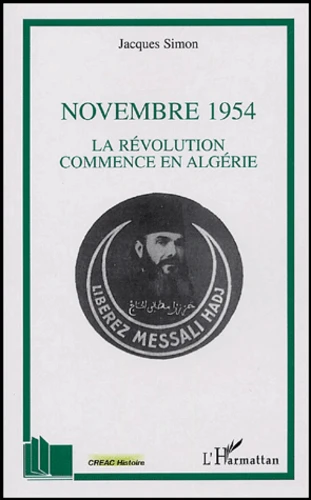 Jacques Simon
NOVEMBRE 1954
LA RÉVOLUTION
COMMENCE EN ALGÉRIE
LIBEREZ MESSALI HADJ
CREAC Histoire
L'Harmattan